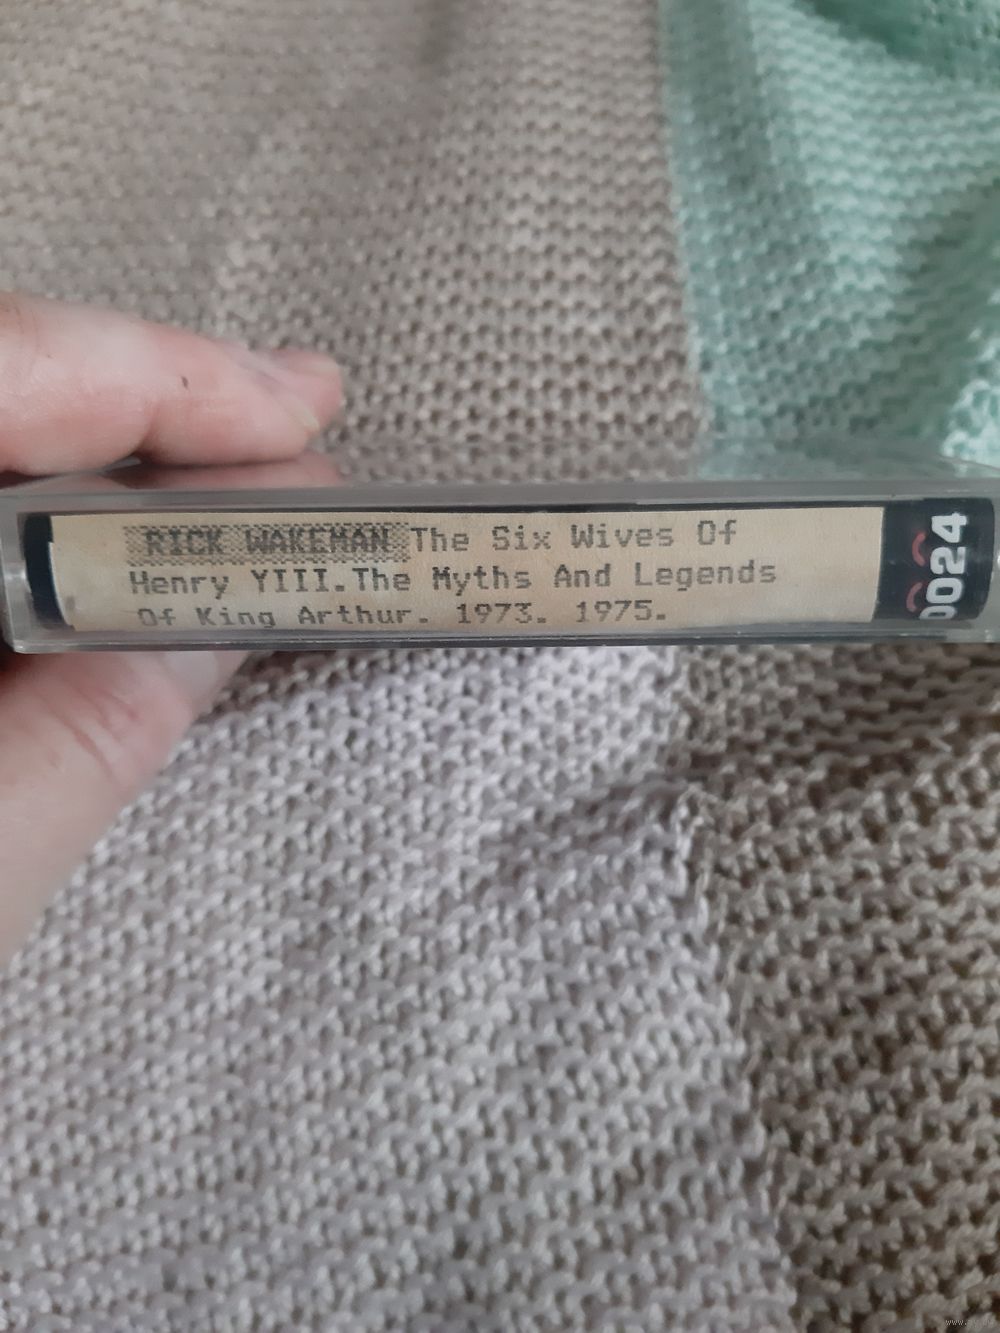 RICK WAKEMAN The Six Wives Of
Henry YIII.The Myths And Legends
Of King Arthur. 1973. 1975.
0024